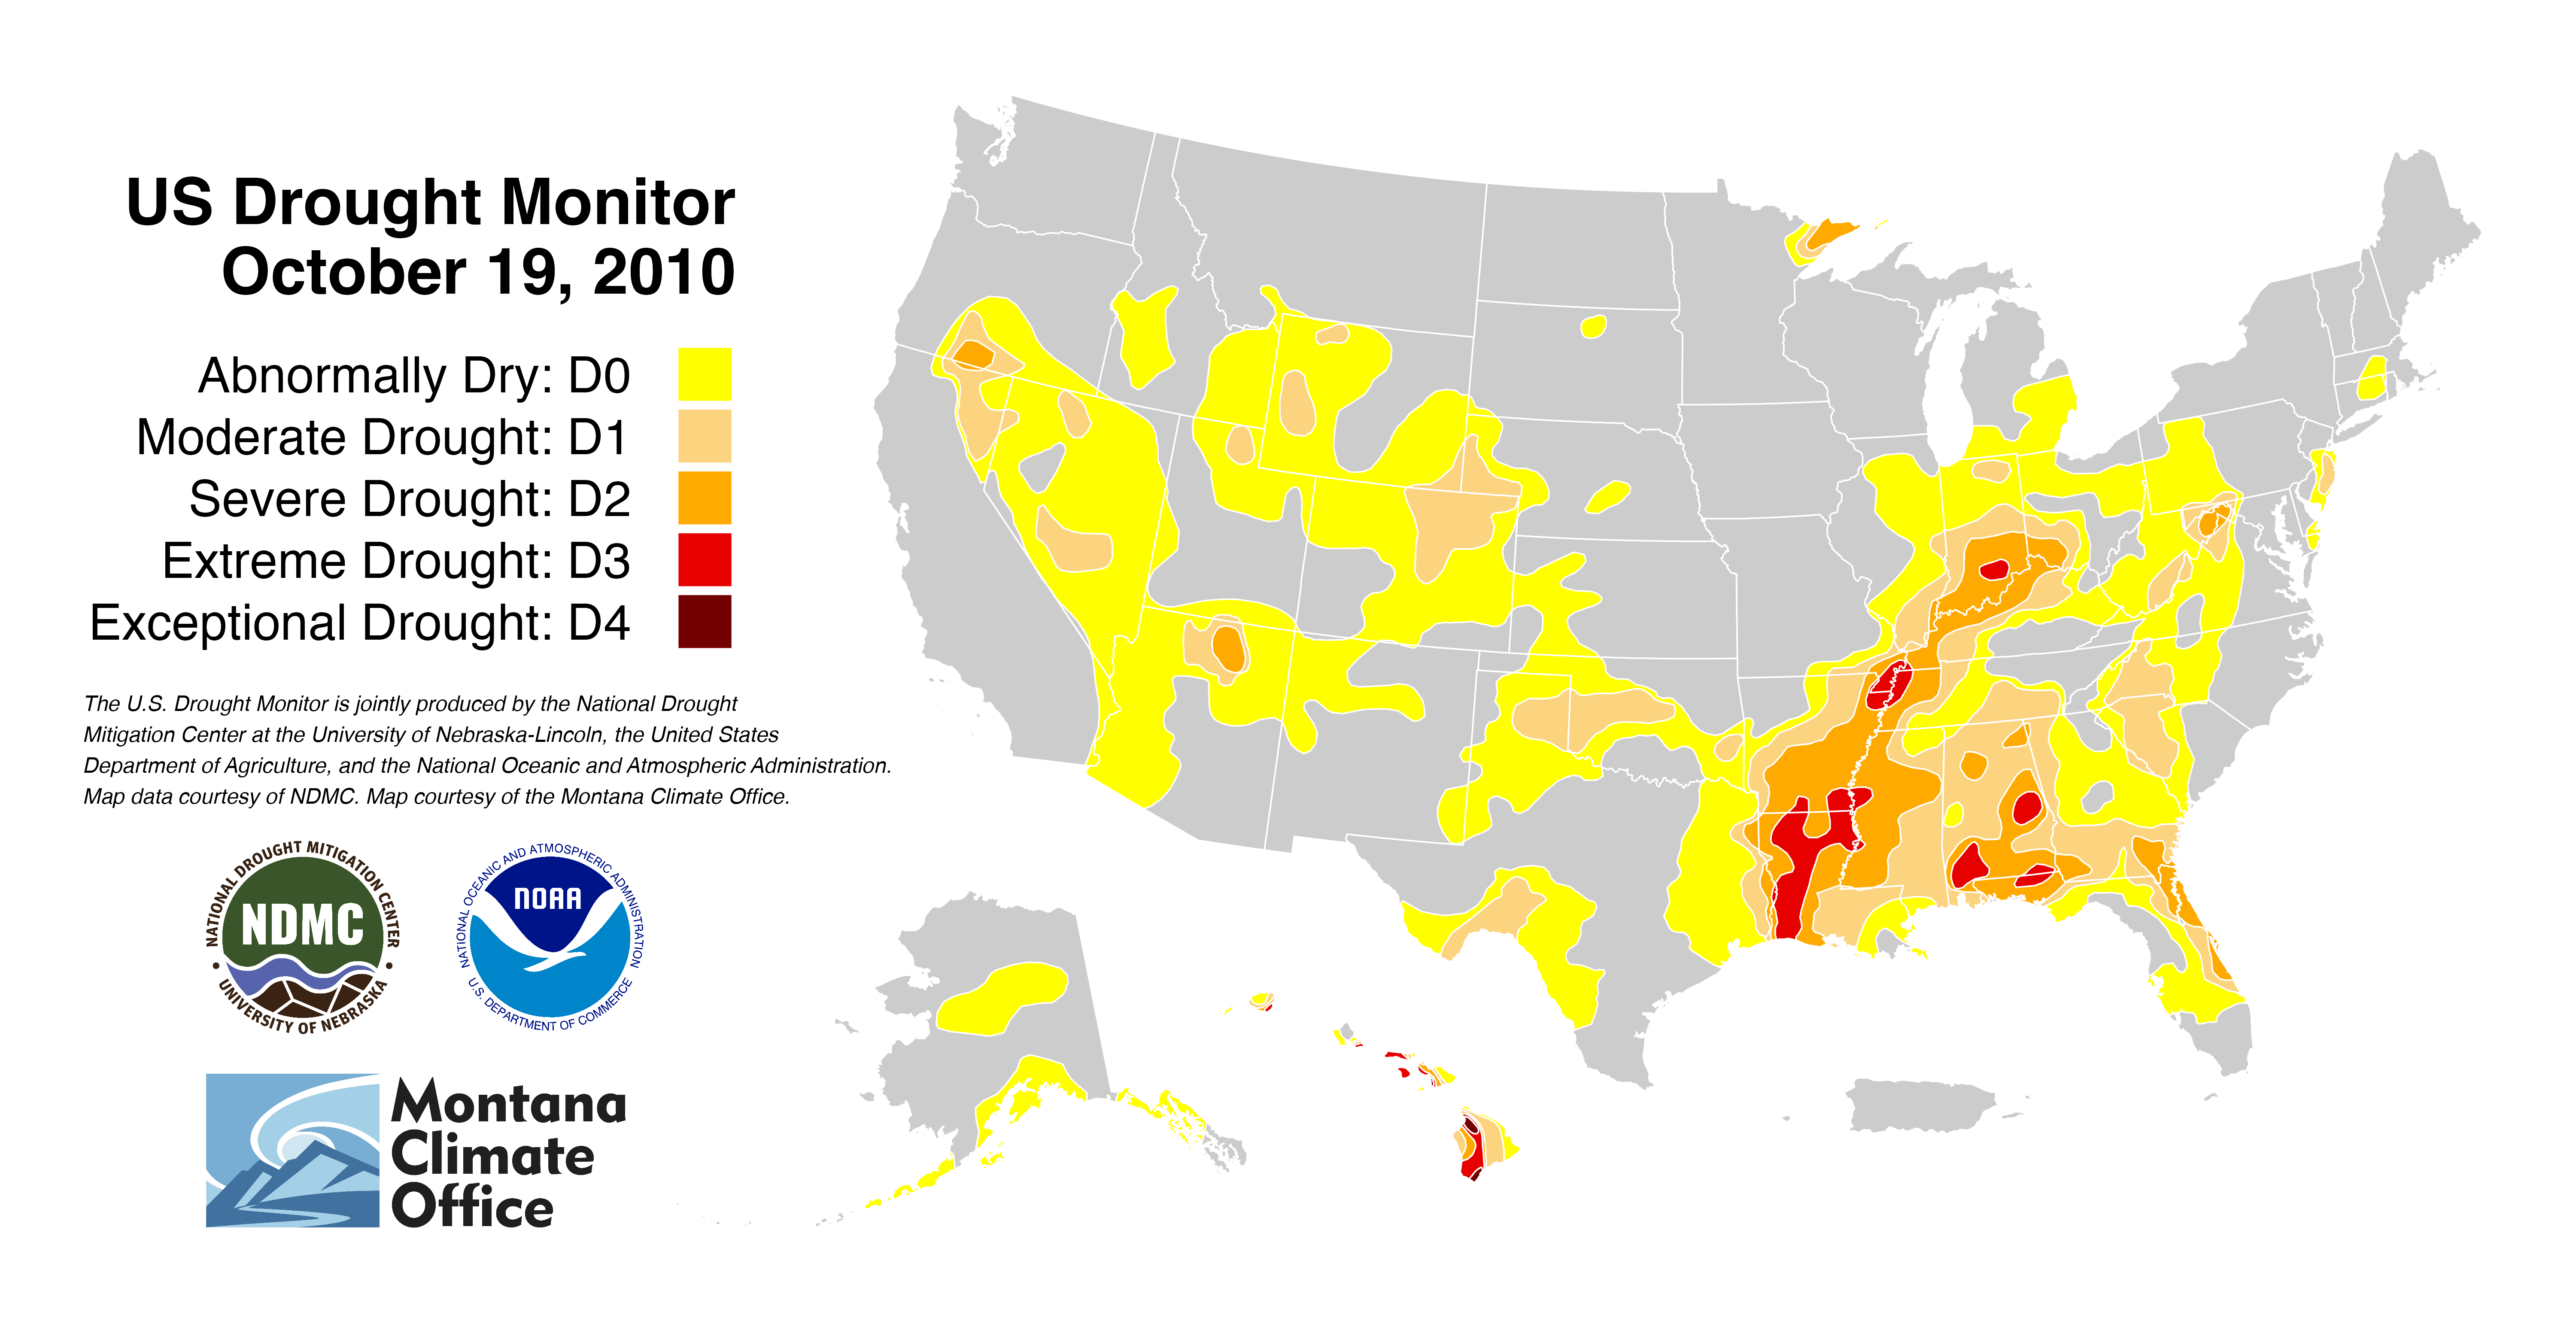 US Drought Monitor
October 19, 2010
Abnormally Dry: D0
Moderate Drought: D1
Severe Drought: D2
Extreme Drought: D3
Exceptional Drought: D4
The U.S. Drought Monitor is jointly produced by the National Drought
Mitigation Center at the University of Nebraska-Lincoln, the United States
Department of Agriculture, and the National Oceanic and Atmospheric Administration.
Map data courtesy of NDMC. Map courtesy of the Montana Climate Office.
NATIONAL DROUGHT MITIGATION CENTER
NDMC
UNIVERSITY OF NEBRASKA
NATIONAL OCEANIC AND ATMOSPHERIC ADMINISTRATION
NOAA
U.S. DEPARTMENT OF COMMERCE
Montana
Climate
Office